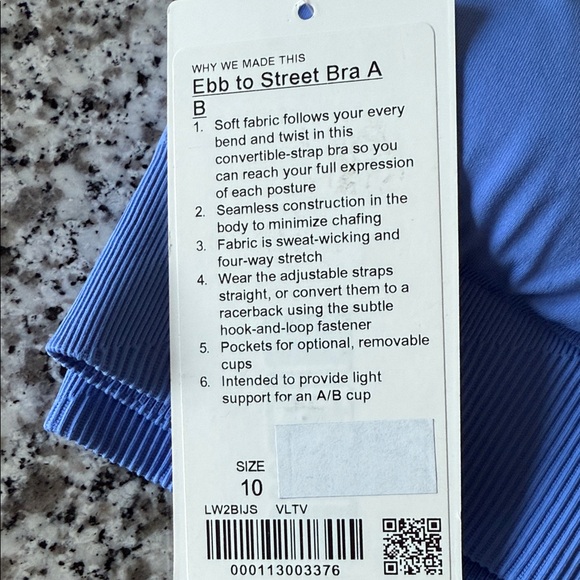 WHY WE MADE THIS
Ebb to Street Bra A
B
1. Soft fabric follows your every
bend and twist in this
convertible-strap bra so you
can reach your full expression
of each posture
2. Seamless construction in the
body to minimize chafing
3. Fabric is sweat-wicking and
four-way stretch
4. Wear the adjustable straps
straight, or convert them to a
racerback using the subtle
hook-and-loop fastener
5. Pockets for optional, removable
cups
6. Intended to provide light
support for an A/B cup
SIZE
10
LW2BIJS VLTV
000113003376